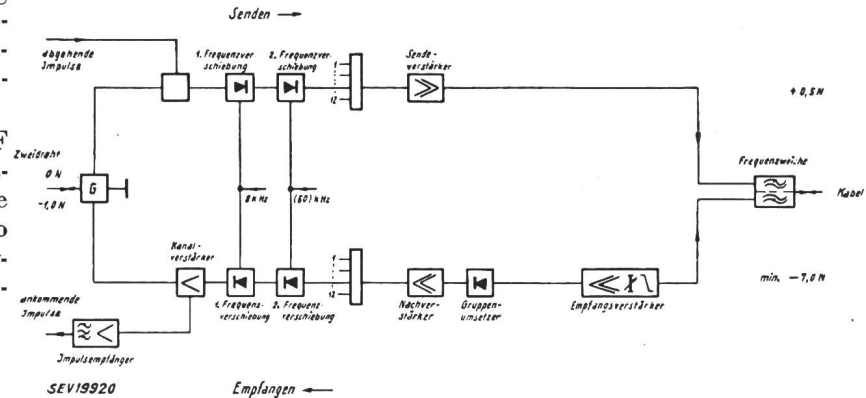 Senden
abgehende
Impulse
1. Frequenzver-
schiebung
2. Frequenzver-
schiebung
1
12
Sende-
verstärker
+ 0,5 N
Zweidraht
0 N
-1,0 N
G
8 kHz
(60) kHz
Frequenzweiche
Kabel
Kanal-
verstärker
1
12
min. -7,0 N
ankommende
Impulse
1. Frequenz-
verschiebung
2. Frequenz-
verschiebung
Nachver-
stärker
Gruppen-
umsetzer
Empfangsverstärker
Impulsempfänger
SEV19920
Empfangen